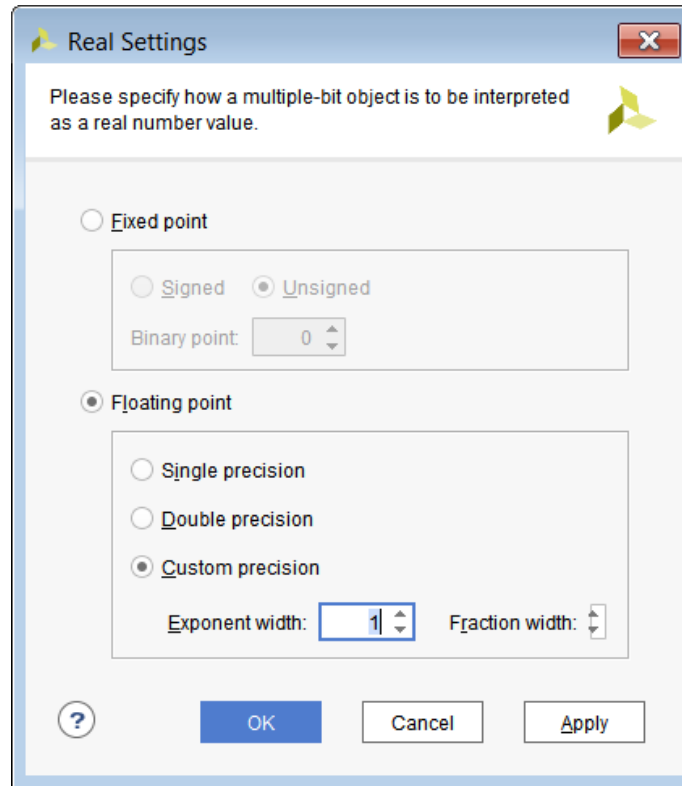 Real Settings
Please specify how a multiple-bit object is to be interpreted
as a real number value.
Fixed point
Signed Unsigned
Binary point: 0
Floating point
Single precision
Double precision
Custom precision
Exponent width: 1 Fraction width:
? OK Cancel Apply